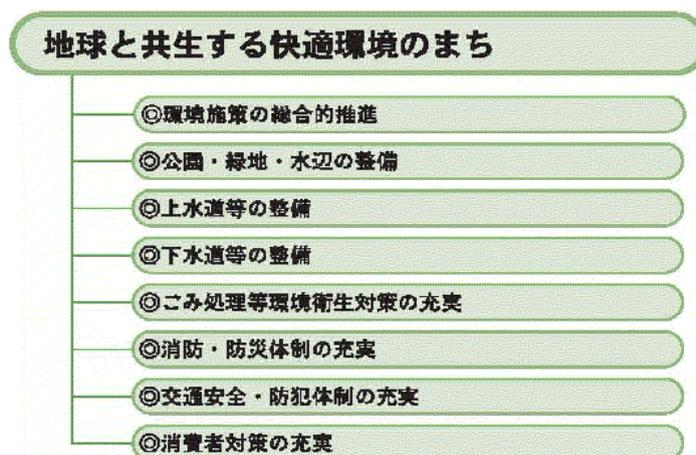 地球と共生する快適環境のまち
◎環境施策の総合的推進
◎公園・緑地・水辺の整備
◎上水道等の整備
◎下水道等の整備
◎ごみ処理等環境衛生対策の充実
◎消防・防災体制の充実
◎交通安全・防犯体制の充実
◎消費者対策の充実